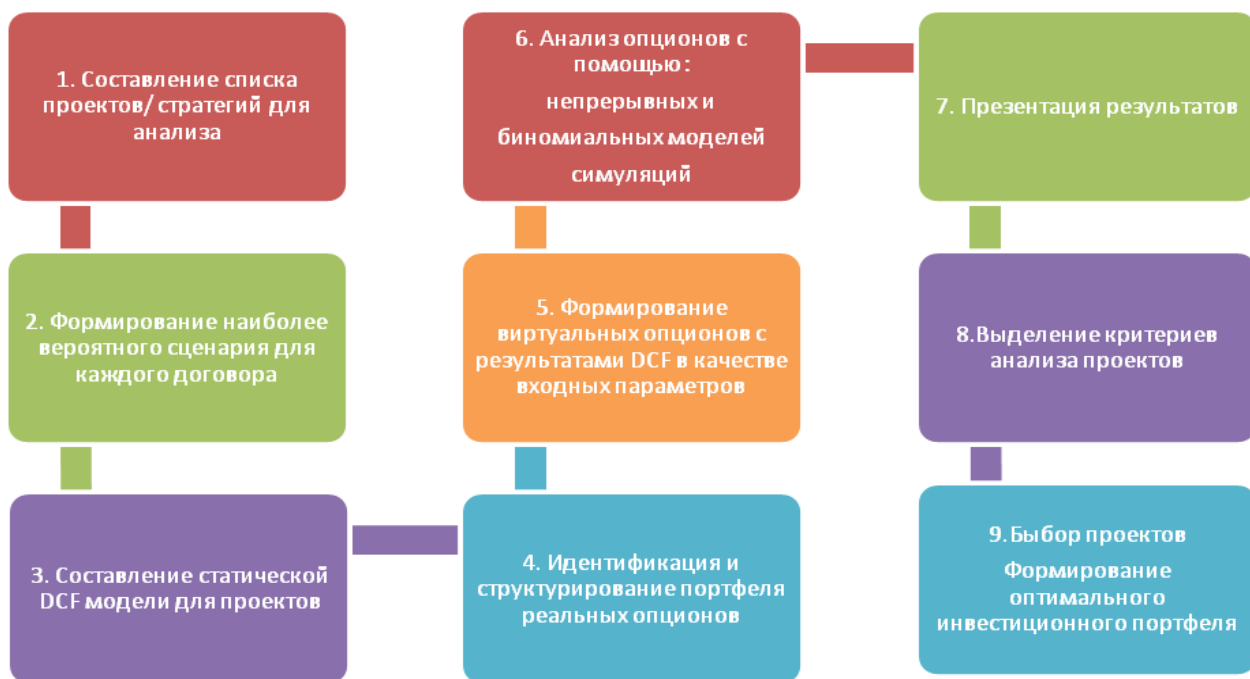 1. Составление списка
проектов/ стратегий для
анализа
2. Формирование наиболее
вероятного сценария для
каждого договора
3. Составление статической
DCF модели для проектов
4. Идентификация и
структурирование портфеля
реальных опционов
5. Формирование
виртуальных опционов с
результатами DCF в качестве
входных параметров
6. Анализ опционов с
помощью:
непрерывных и
биномиальных моделей
симуляций
7. Презентация результатов
8.Выделение критериев
анализа проектов
9.Выбор проектов
Формирование
оптимального
инвестиционного портфеля